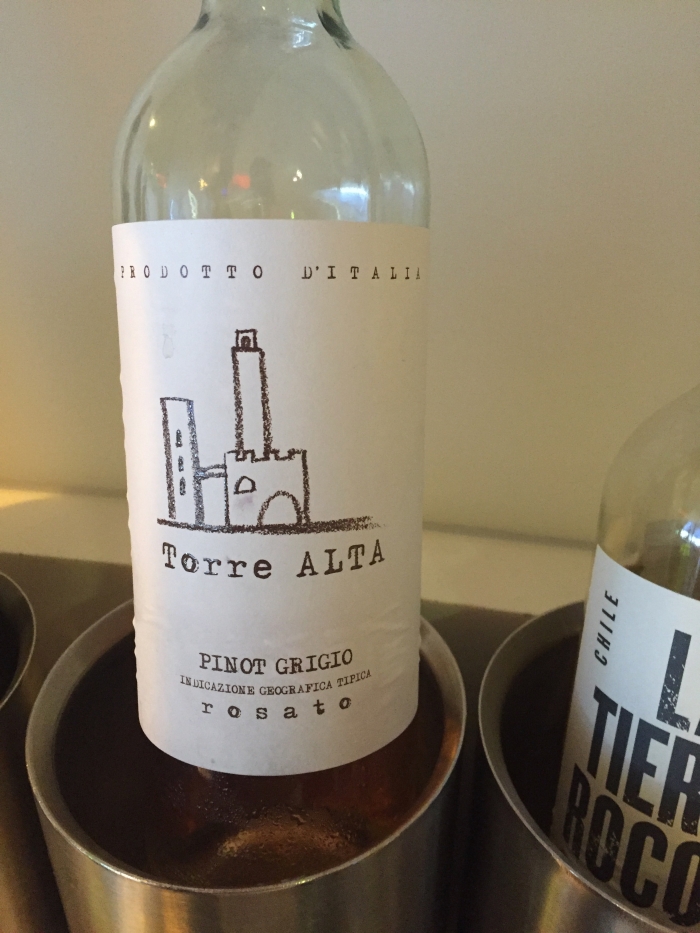 PRODOTTO D'ITALIA
Torre ALTA
PINOT GRIGIO
INDICAZIONE GEOGRAFICA TIPICA
rosato
CHILE